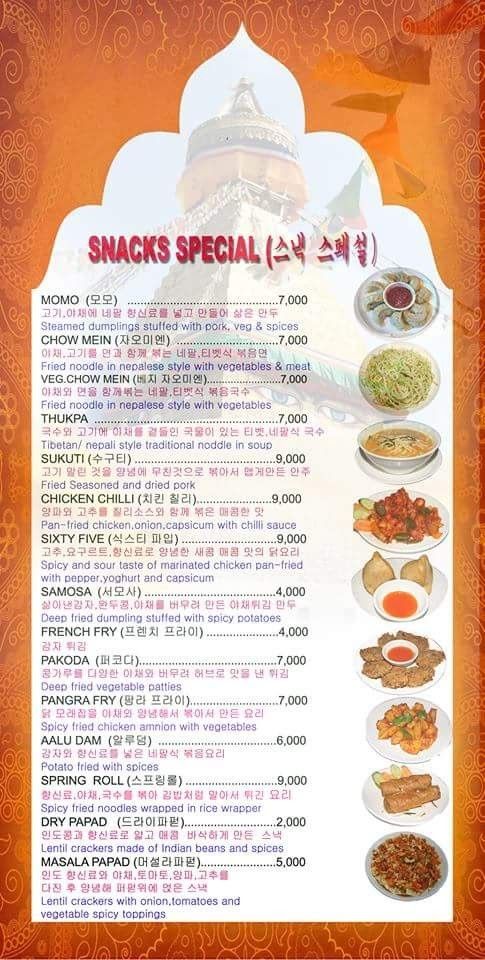 SNACKS SPECIAL (스낵 스페셜)
MOMO (모모) ..............................7,000
고기,야채에 네팔 향신료를 넣고 만들어 삶은 만두
Steamed dumplings stuffed with pork, veg & spices
CHOW MEIN (자오미엔) .......................7,000
야채,고기를 면과 함께 볶는 네팔,티벳식 볶음면
Fried noodle in nepalese style with vegetables & meat
VEG.CHOW MEIN (베지 자오미엔)................7,000
야채와 면을 함께볶는 네팔,티벳식 볶음국수
Fried noodle in nepalese style with vegetables
THUKPA ......................................7,000
국수와 고기에 야채를 곁들인 국물이 있는 티벳,네팔식 국수
Tibetan/ nepali style traditional noddle in soup
SUKUTI (수구티) ..............................9,000
고기 말린 것을 양념에 무친것으로 볶아서 맵게만든 안주
Fried Seasoned and dried pork
CHICKEN CHILLI (치킨 칠리)................9,000
양파와 고추를 칠리소스와 함께 볶은 매콤한 맛
Pan-fried chicken,onion,capsicum with chilli sauce
SIXTY FIVE (식스티 파입) ....................9,000
고추,요구르트,향신료로 양념한 새콤 매콤 맛의 닭요리
Spicy and sour taste of marinated chicken pan-fried
with pepper,yoghurt and capsicum
SAMOSA (서모사) ............................4,000
삶아낸감자,완두콩,야채를 버무려 만든 야채튀김 만두
Deep fried dumpling stuffed with spicy potatoes
FRENCH FRY (프렌치 프라이) .................4,000
감자 튀김
PAKODA (퍼코다)..............................7,000
콩가루를 다양한 야채와 버무려 허브로 맛을 낸 튀김
Deep fried vegetable patties
PANGRA FRY (팡라 프라이)...................7,000
닭 모래집을 야채와 양념해서 볶아서 만든 요리
Spicy fried chicken amnion with vegetables
AALU DAM (알루덤) ..........................6,000
감자와 향신료를 넣은 네팔식 볶음요리
Potato fried with spices
SPRING ROLL (스프링롤) ....................9,000
향신료,야채,국수를 볶아 김밥처럼 말아서 튀긴 요리
Spicy fried noodles wrapped in rice wrapper
DRY PAPAD (드라이파펃)....................2,000
인도콩과 향신료로 얇고 매콤 바삭하게 만든 스낵
Lentil crackers made of Indian beans and spices
MASALA PAPAD (머설라파펃)..................5,000
인도 향신료와 야채,토마토,양파,고추를
다진 후 양념해 퍼펃위에 얹은 스낵
Lentil crackers with onion,tomatoes and
vegetable spicy toppings